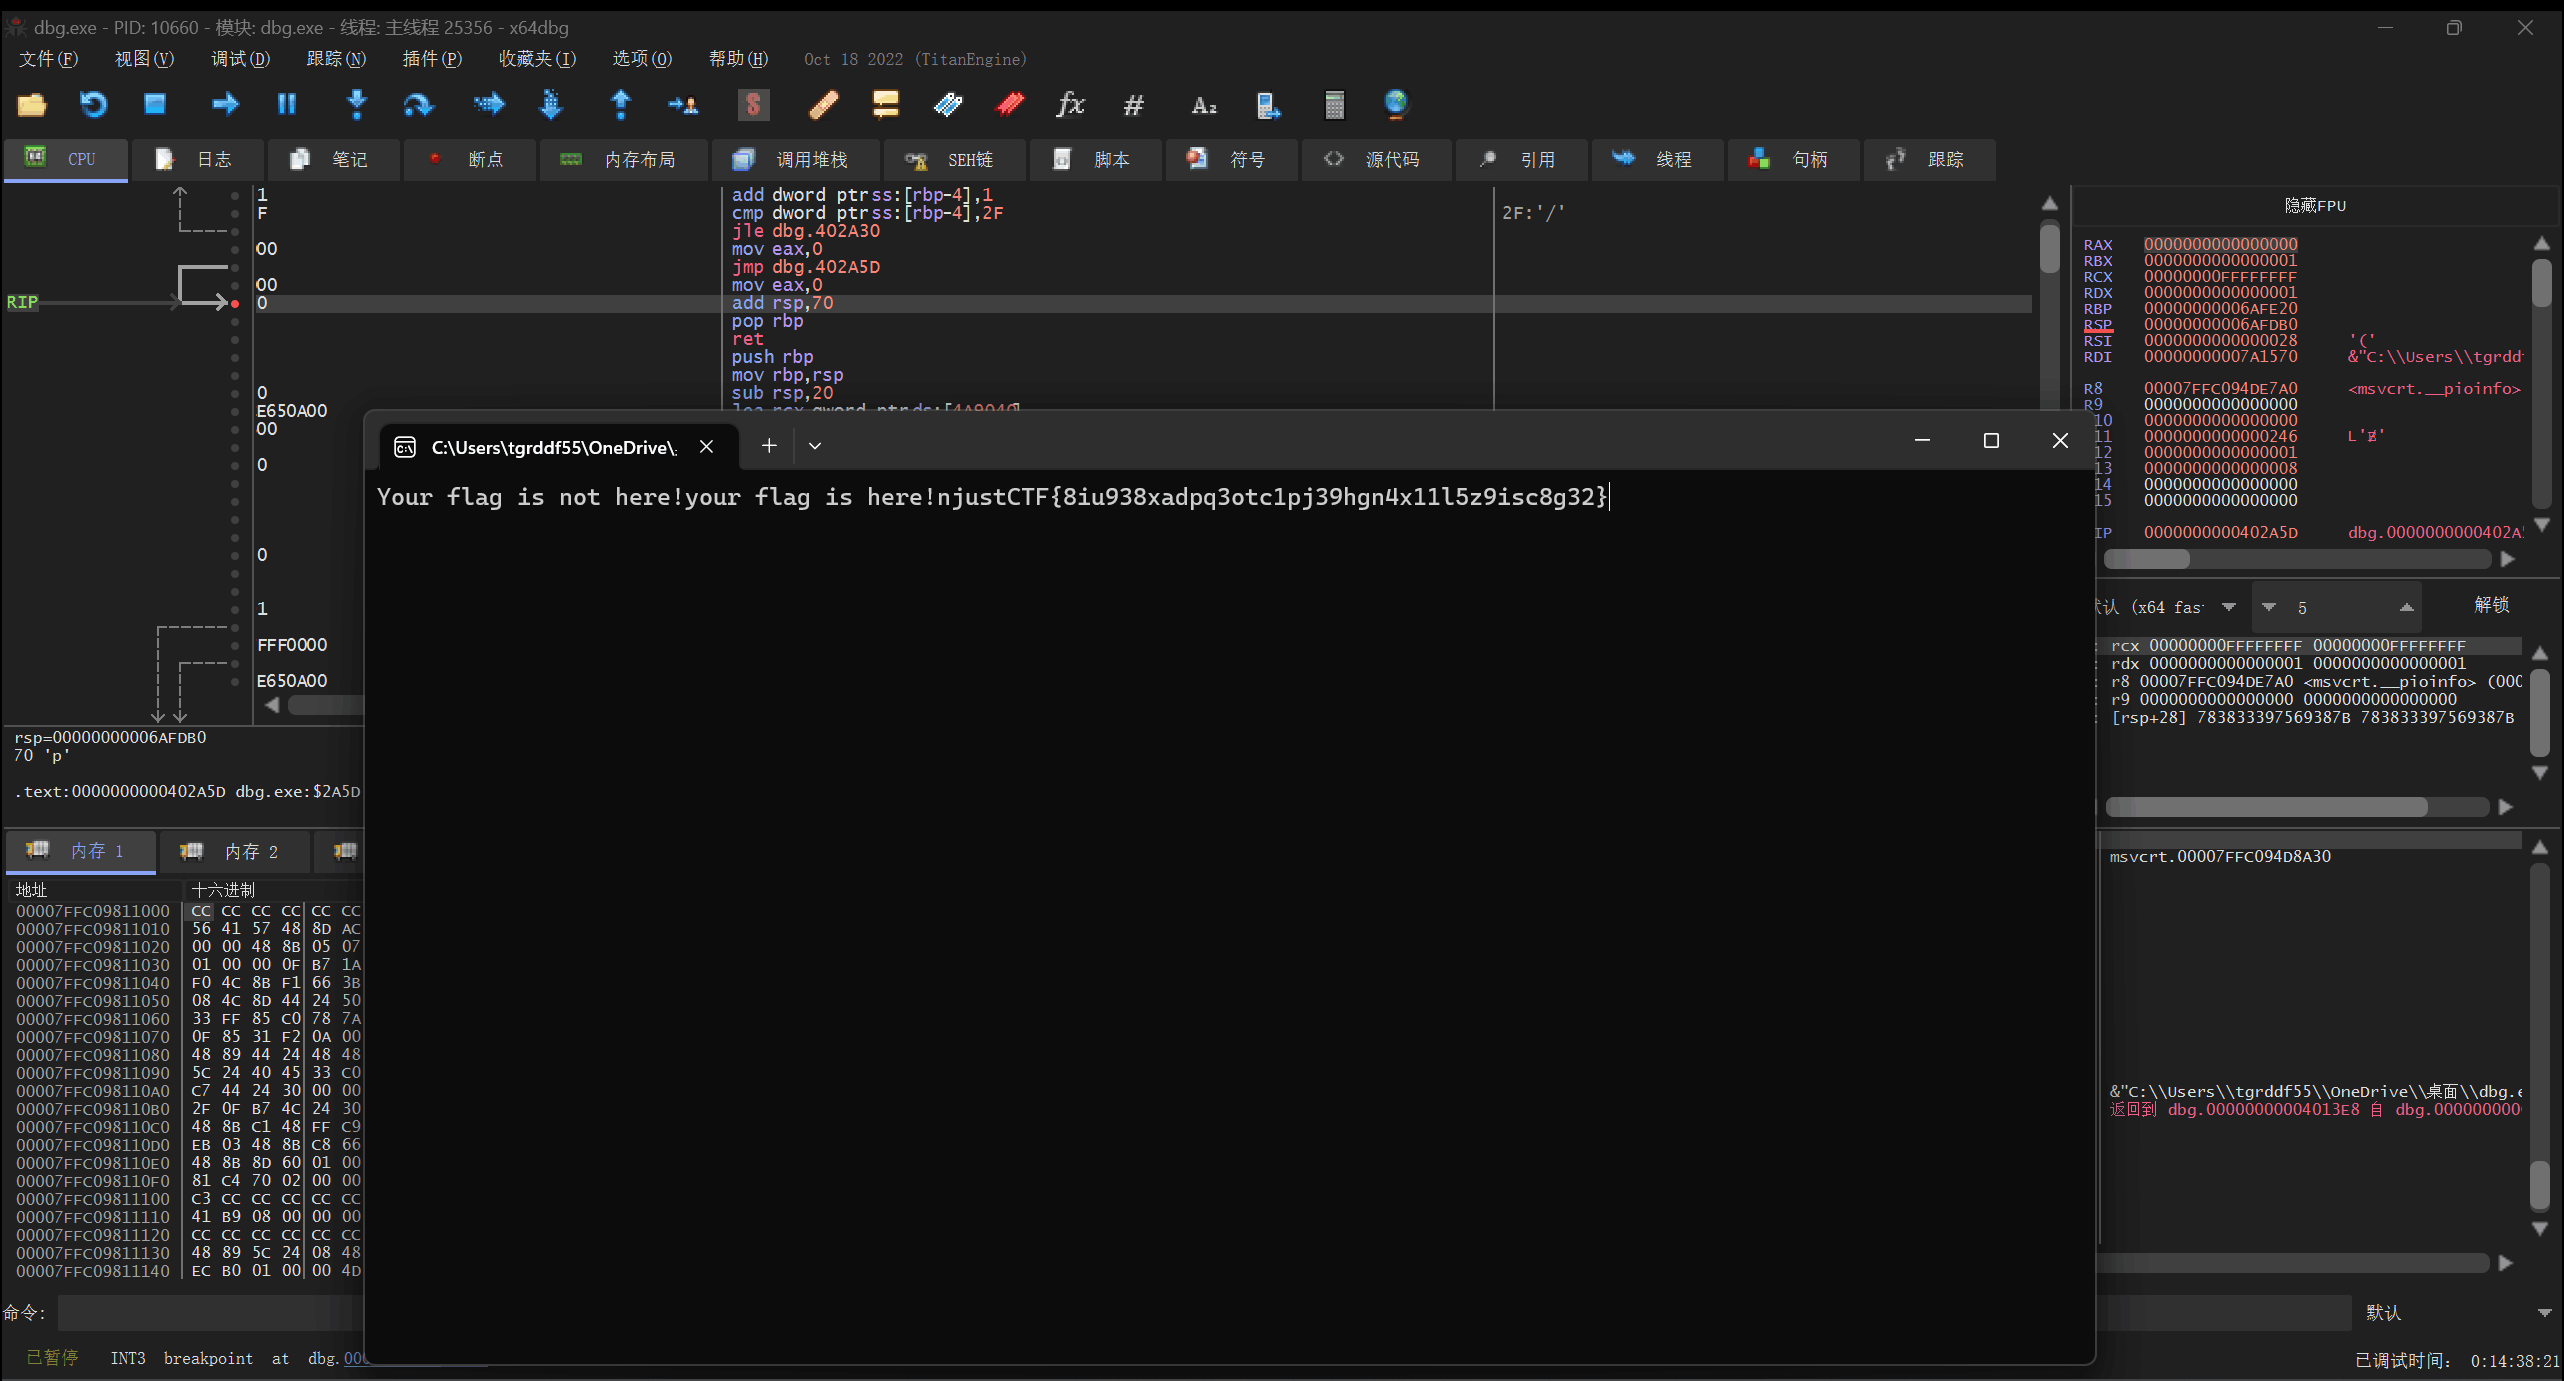 dbg.exe - PID: 10660 - 模块: dbg.exe - 线程: 主线程 25356 - x64dbg
文件(F) 视图(V) 调试(D) 跟踪(N) 插件(P) 收藏夹(I) 选项(O) 帮助(H) Oct 18 2022 (TitanEngine)
CPU 日志 笔记 断点 内存布局 调用堆栈 SEH链 脚本 符号 源代码 引用 线程 句柄 跟踪
1 add dword ptr ss:[rbp-4],1
F cmp dword ptr ss:[rbp-4],2F 2F:'/'
jle dbg.402A30
00 mov eax,0
jmp dbg.402A5D
00 mov eax,0
RIP 0 add rsp,70
pop rbp
ret
push rbp
mov rbp,rsp
0 sub rsp,20
E650A00 lea rcx qword ptr ds:[4A9040]
00
0
0
1
FFF0000
E650A00
隐藏FPU
RAX 0000000000000000
RBX 0000000000000001
RCX 00000000FFFFFFFF
RDX 0000000000000001
RBP 00000000006AFE20
RSP 00000000006AFDB0
RSI 0000000000000028 '('
RDI 00000000007A1570 &"C:\\Users\\tgrddf
R8 00007FFC094DE7A0 <msvcrt.__pioinfo>
R9 0000000000000000
10 0000000000000000
11 0000000000000246 L'Ɇ'
12 0000000000000001
13 0000000000000008
14 0000000000000000
15 0000000000000000
IP 0000000000402A5D dbg.0000000000402A
C:\Users\tgrddf55\OneDrive\
Your flag is not here!your flag is here!njustCTF{8iu938xadpq3otc1pj39hgn4x11l5z9isc8g32}
认 (x64 fas 5 解锁
rcx 00000000FFFFFFFF 00000000FFFFFFFF
rdx 0000000000000001 0000000000000001
r8 00007FFC094DE7A0 <msvcrt.__pioinfo> (000
r9 0000000000000000 0000000000000000
[rsp+28] 783833397569387B 783833397569387B
rsp=00000000006AFDB0
70 'p'
.text:0000000000402A5D dbg.exe:$2A5D
内存 1 内存 2
地址 十六进制
00007FFC09811000 CC CC CC CC CC CC
00007FFC09811010 56 41 57 48 8D AC
00007FFC09811020 00 00 48 8B 05 07
00007FFC09811030 01 00 00 0F B7 1A
00007FFC09811040 F0 4C 8B F1 66 3B
00007FFC09811050 08 4C 8D 44 24 50
00007FFC09811060 33 FF 85 C0 78 7A
00007FFC09811070 0F 85 31 F2 0A 00
00007FFC09811080 48 89 44 24 48 48
00007FFC09811090 5C 24 40 45 33 C0
00007FFC098110A0 C7 44 24 30 00 00
00007FFC098110B0 2F 0F B7 4C 24 30
00007FFC098110C0 48 8B C1 48 FF C9
00007FFC098110D0 EB 03 48 8B C8 66
00007FFC098110E0 48 8B 8D 60 01 00
00007FFC098110F0 81 C4 70 02 00 00
00007FFC09811100 C3 CC CC CC CC CC
00007FFC09811110 41 B9 08 00 00 00
00007FFC09811120 CC CC CC CC CC CC
00007FFC09811130 48 89 5C 24 08 48
00007FFC09811140 EC B0 01 00 00 4D
msvcrt.00007FFC094D8A30
&"C:\\Users\\tgrddf55\\OneDrive\\桌面\\dbg.e
返回到 dbg.00000000004013E8 自 dbg.000000000
命令: 默认
已暂停 INT3 breakpoint at dbg.000
已调试时间: 0:14:38:21